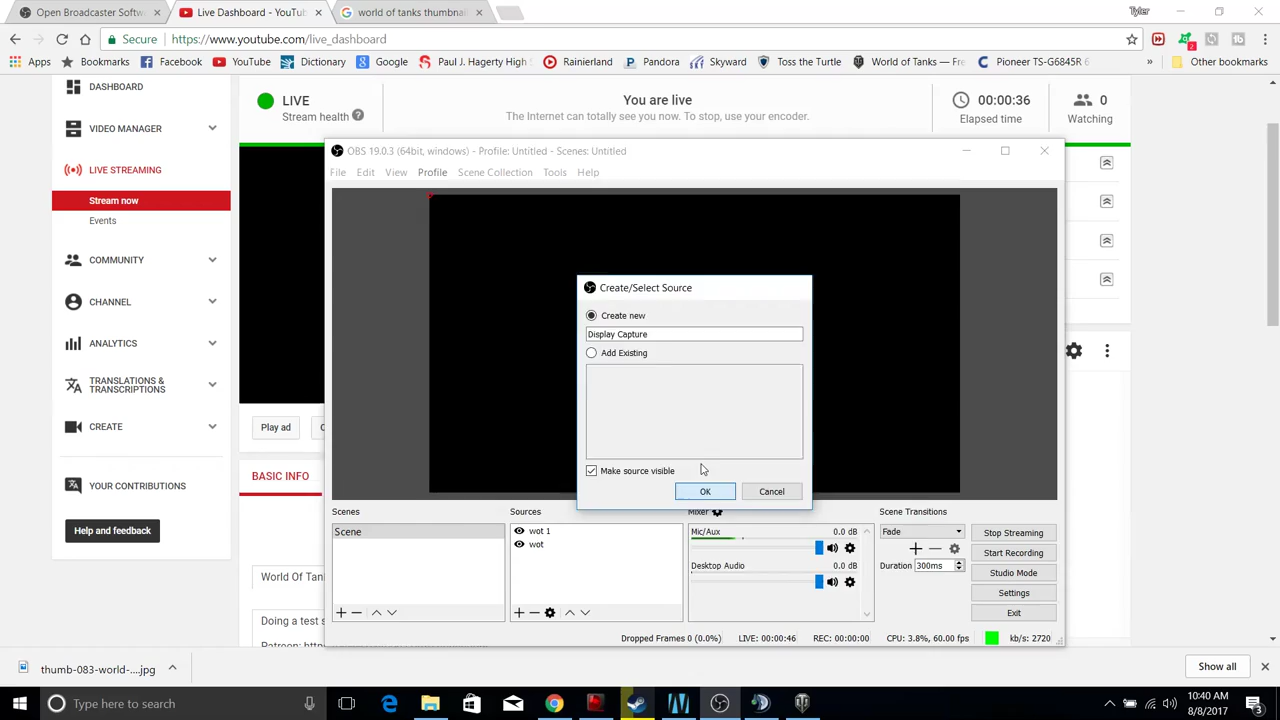 Open Broadcaster Softw
Live Dashboard - YouTu
world of tanks thumbnai
Tyler
Secure
https://www.youtube.com/live_dashboard
2
Apps
Bookmarks
Facebook
YouTube
Dictionary
Google
Paul J. Hagerty High
Rainierland
Pandora
Skyward
Toss the Turtle
World of Tanks — Fre
Pioneer TS-G6845R 6
»
Other bookmarks
DASHBOARD
VIDEO MANAGER
LIVE STREAMING
Stream now
Events
COMMUNITY
CHANNEL
ANALYTICS
TRANSLATIONS &
TRANSCRIPTIONS
CREATE
YOUR CONTRIBUTIONS
Help and feedback
LIVE
Stream health ?
You are live
The Internet can totally see you now. To stop, use your encoder.
00:00:36
Elapsed time
0
Watching
Play ad
BASIC INFO
World Of Tan
Doing a test s
Patreon: http
OBS 19.0.3 (64bit, windows) - Profile: Untitled - Scenes: Untitled
File
Edit
View
Profile
Scene Collection
Tools
Help
Create/Select Source
Create new
Display Capture
Add Existing
Make source visible
OK
Cancel
Scenes
Scene
Sources
wot 1
wot
Mixer
Mic/Aux
0.0 dB
Desktop Audio
0.0 dB
Scene Transitions
Fade
Duration
300ms
Stop Streaming
Start Recording
Studio Mode
Settings
Exit
Dropped Frames 0 (0.0%)
LIVE: 00:00:46
REC: 00:00:00
CPU: 3.8%, 60.00 fps
kb/s: 2720
thumb-083-world-....jpg
Show all
Type here to search
10:40 AM
8/8/2017
3